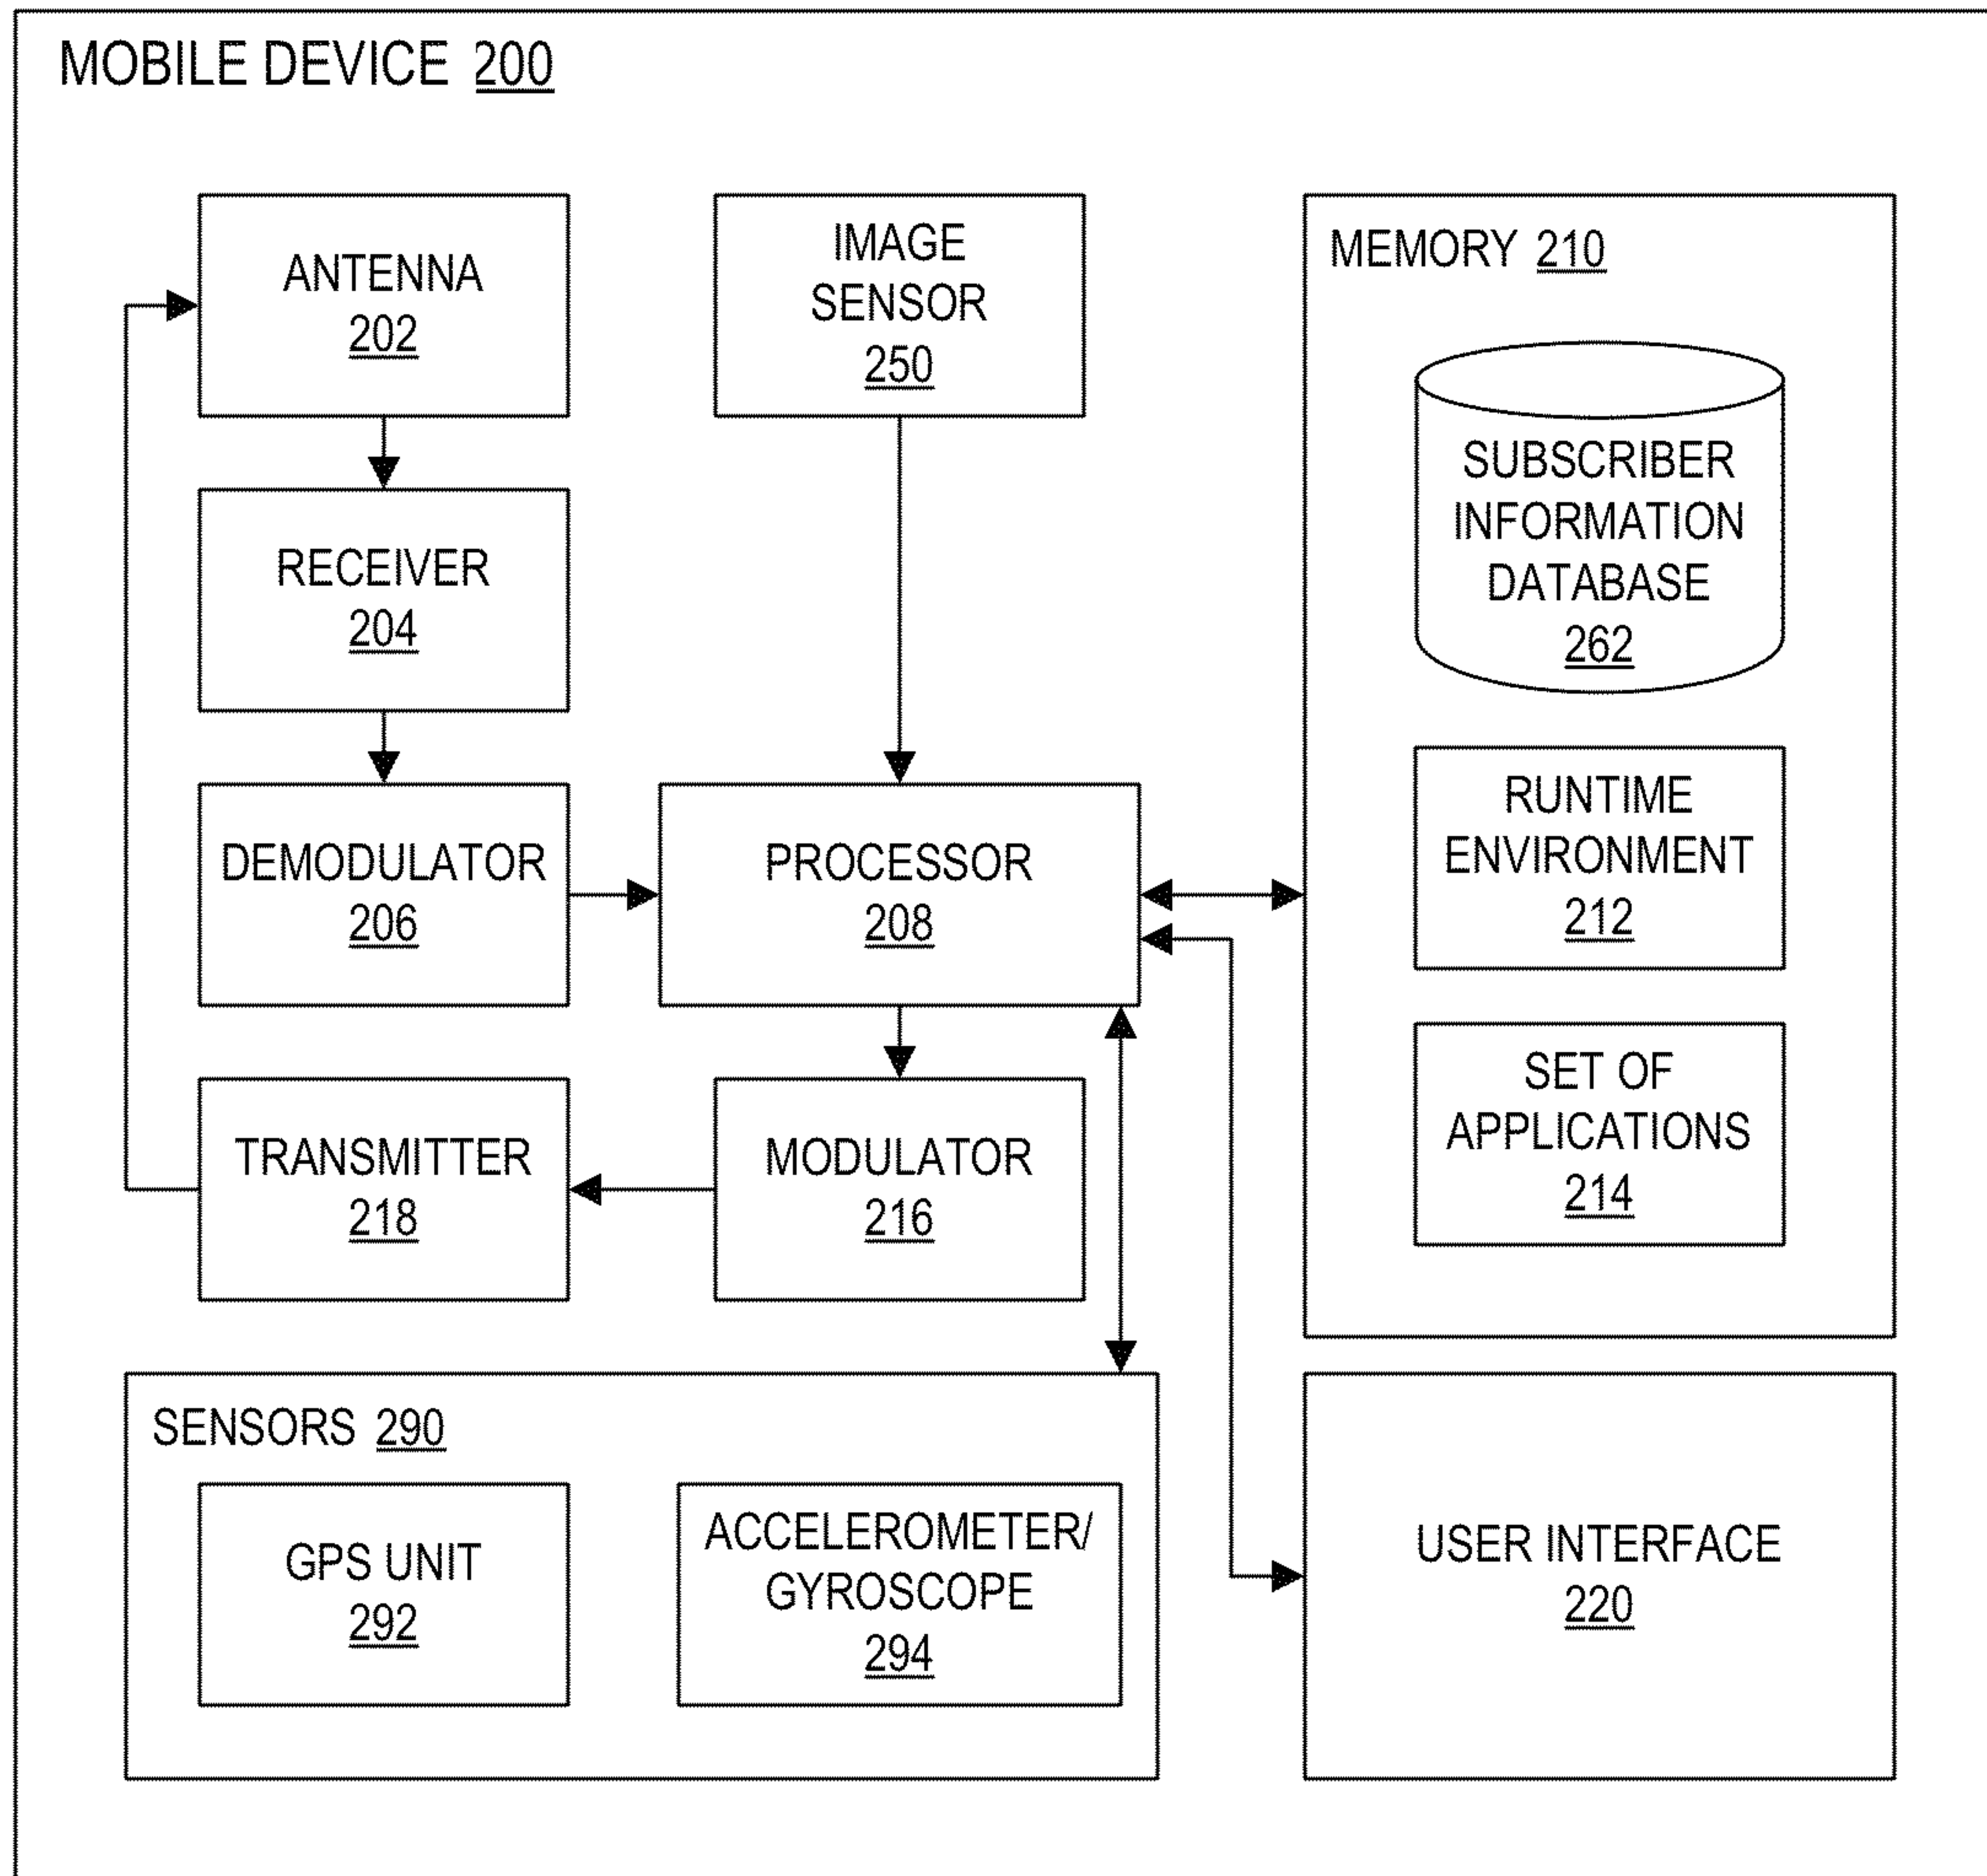 MOBILE DEVICE 200
ANTENNA
202
IMAGE
SENSOR
250
MEMORY 210
SUBSCRIBER
INFORMATION
DATABASE
262
RECEIVER
204
DEMODULATOR
206
PROCESSOR
208
RUNTIME
ENVIRONMENT
212
TRANSMITTER
218
MODULATOR
216
SET OF
APPLICATIONS
214
SENSORS 290
GPS UNIT
292
ACCELEROMETER/
GYROSCOPE
294
USER INTERFACE
220